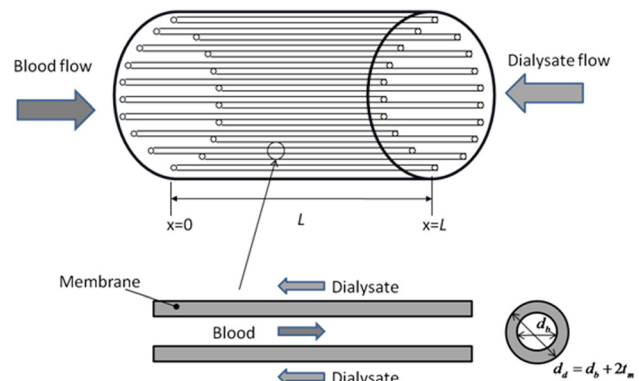 Blood flow
Dialysate flow
L
x=0
x=L
Membrane
Dialysate
Blood
Dialysate
d_b
d_d = d_b + 2t_m